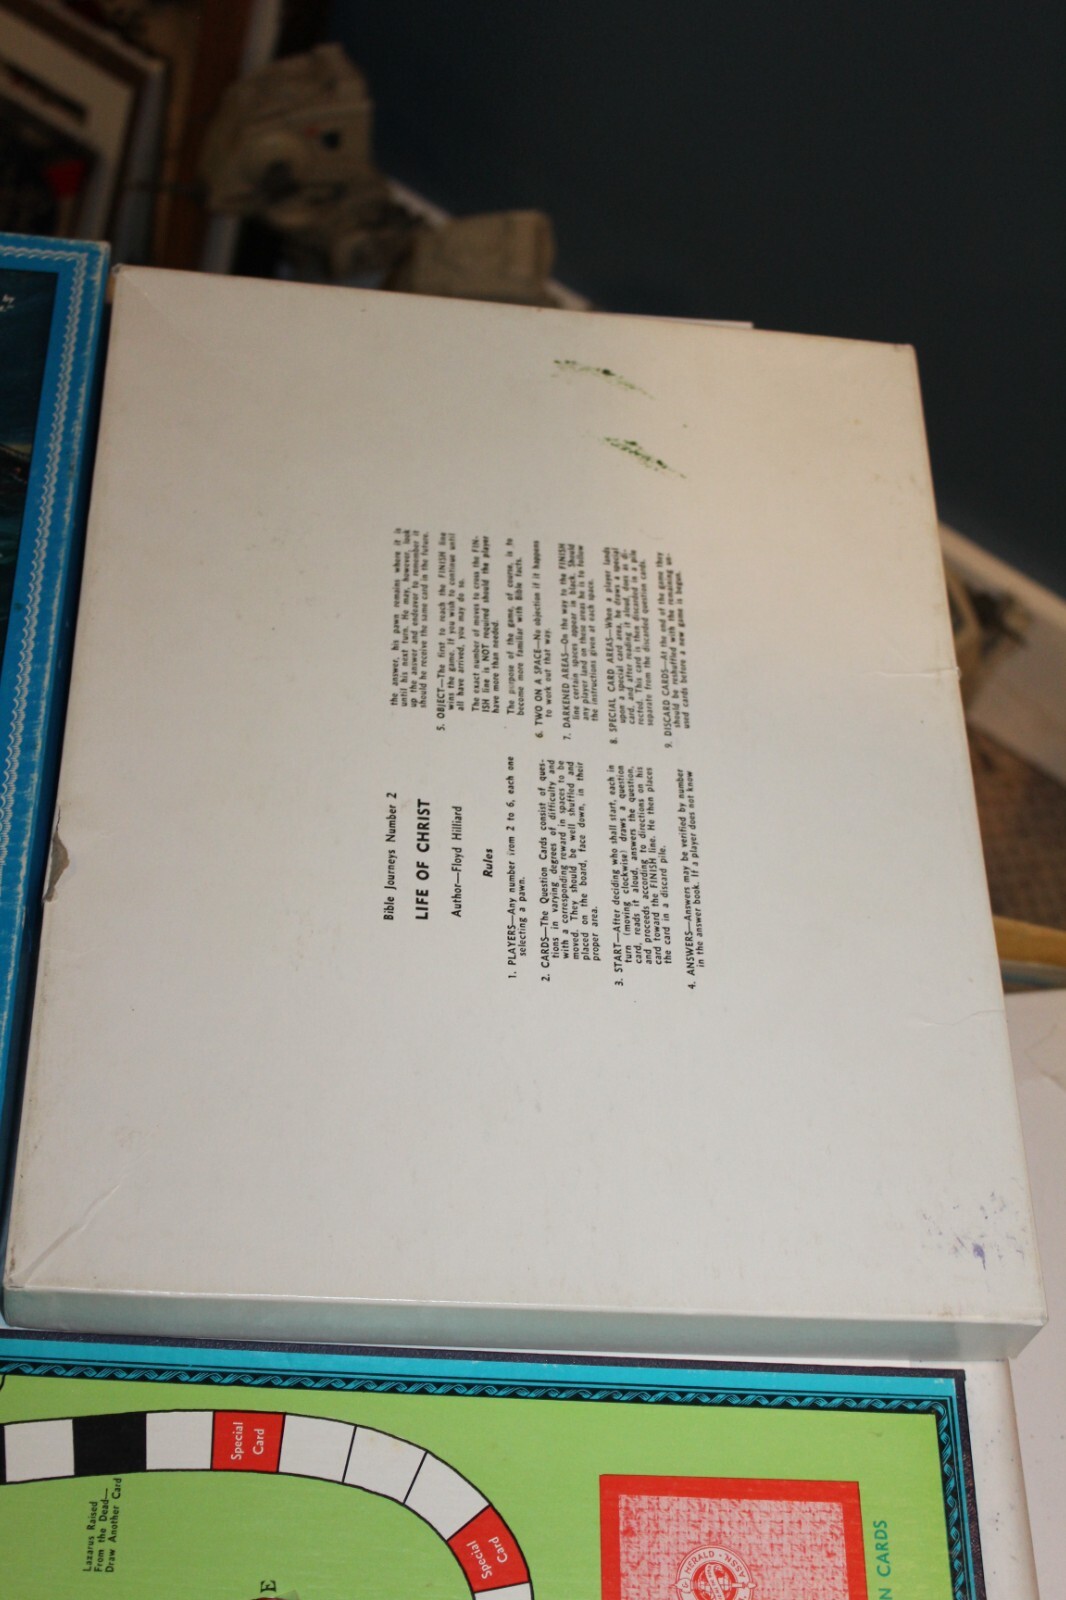 Bible Journeys Number 2
LIFE OF CHRIST
Author—Floyd Hilliard
Rules
1. PLAYERS—Any number from 2 to 6, each one
selecting a pawn.
2. CARDS—The Question Cards consist of ques-
tions in varying degrees of difficulty and
with a corresponding reward in spaces to be
moved. They should be well shuffled and
placed on the board, face down, in their
proper area.
3. START—After deciding who shall start, each in
turn (moving clockwise) draws a question
card, reads it aloud, answers the question,
and proceeds according to directions on his
card toward the FINISH line. He then places
the card in a discard pile.
4. ANSWERS—Answers may be verified by number
in the answer book. If a player does not know
the answer, his pawn remains where it is
until his next turn. He may, however, look
up the answer and endeavor to remember it
should he receive the same card in the future.
5. OBJECT—The first to reach the FINISH line
wins the game. If you wish to continue until
all have arrived, you may do so.
The exact number of moves to cross the FIN-
ISH line is NOT required should the player
have more than needed.
The purpose of the game, of course, is to
become more familiar with Bible facts.
6. TWO ON A SPACE—No objection if it happens
to work out that way.
7. DARKENED AREAS—On the way to the FINISH
line certain spaces appear in black. Should
any player land on these areas he is to follow
the instructions given at each space.
8. SPECIAL CARD AREAS—When a player lands
upon a special card area, he draws a special
card, and after reading it aloud, does as di-
rected. This card is then discarded in a pile
separate from the discarded question cards.
9. DISCARD CARDS—At the end of the game they
should be reshuffled with the remaining un-
used cards before a new game is begun.
Special
Card
Lazarus Raised
From the Dead—
Draw Another Card
Special
Card
HERALD
ASSN.
N CARDS
E
by